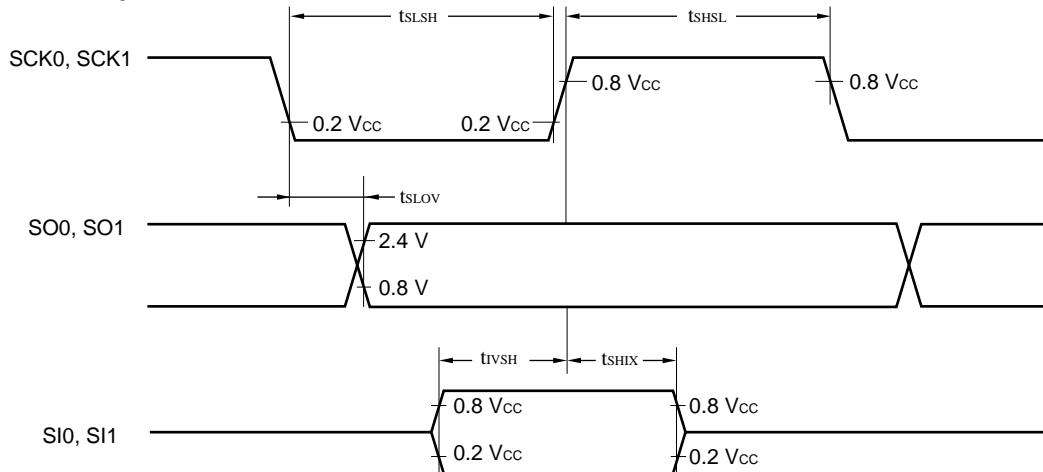 tSLSH
tSHSL
SCK0, SCK1
0.8 VCC
0.8 VCC
0.2 VCC
0.2 VCC
tSLOV
SO0, SO1
2.4 V
0.8 V
tIVSH
tSHIX
0.8 VCC
0.8 VCC
SI0, SI1
0.2 VCC
0.2 VCC